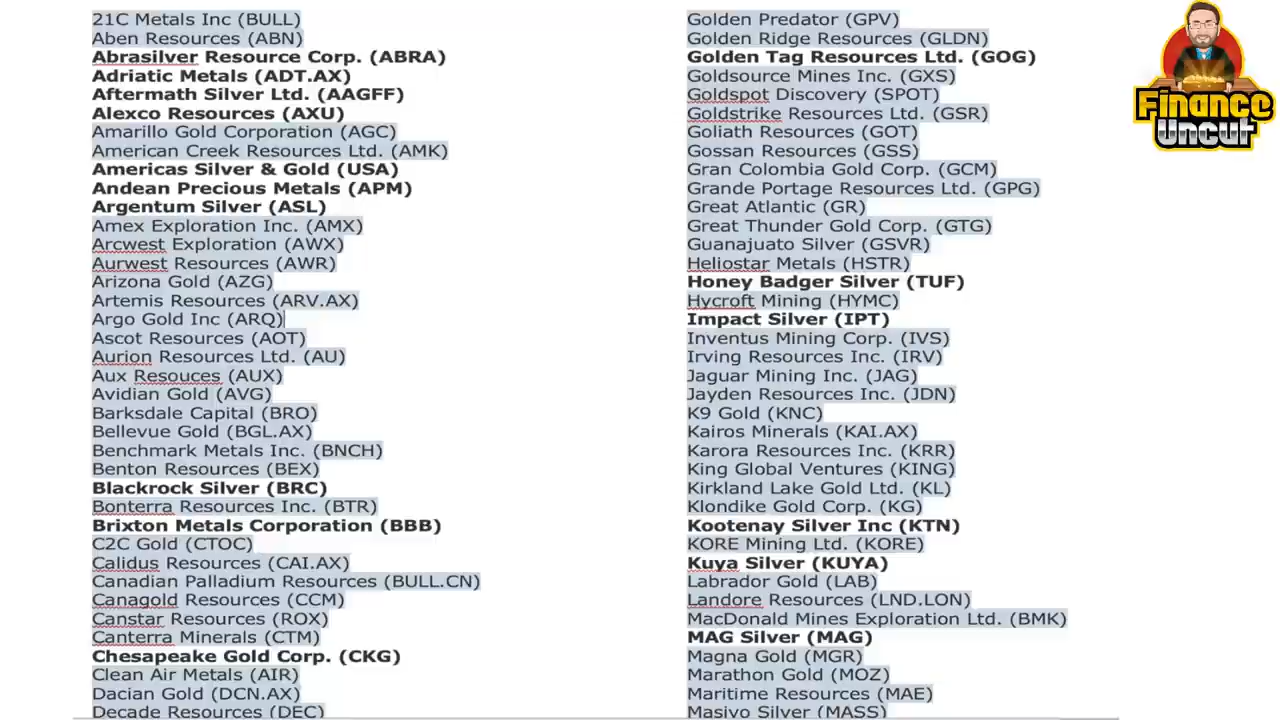 21C Metals Inc (BULL)
Aben Resources (ABN)
Abrasilver Resource Corp. (ABRA)
Adriatic Metals (ADT.AX)
Aftermath Silver Ltd. (AAGFF)
Alexco Resources (AXU)
Amarillo Gold Corporation (AGC)
American Creek Resources Ltd. (AMK)
Americas Silver & Gold (USA)
Andean Precious Metals (APM)
Argentum Silver (ASL)
Amex Exploration Inc. (AMX)
Arcwest Exploration (AWX)
Aurwest Resources (AWR)
Arizona Gold (AZG)
Artemis Resources (ARV.AX)
Argo Gold Inc (ARQ)
Ascot Resources (AOT)
Aurion Resources Ltd. (AU)
Aux Resouces (AUX)
Avidian Gold (AVG)
Barksdale Capital (BRO)
Bellevue Gold (BGL.AX)
Benchmark Metals Inc. (BNCH)
Benton Resources (BEX)
Blackrock Silver (BRC)
Bonterra Resources Inc. (BTR)
Brixton Metals Corporation (BBB)
C2C Gold (CTOC)
Calidus Resources (CAI.AX)
Canadian Palladium Resources (BULL.CN)
Canagold Resources (CCM)
Canstar Resources (ROX)
Canterra Minerals (CTM)
Chesapeake Gold Corp. (CKG)
Clean Air Metals (AIR)
Dacian Gold (DCN.AX)
Decade Resources (DEC)
Golden Predator (GPV)
Golden Ridge Resources (GLDN)
Golden Tag Resources Ltd. (GOG)
Goldsource Mines Inc. (GXS)
Goldspot Discovery (SPOT)
Goldstrike Resources Ltd. (GSR)
Goliath Resources (GOT)
Gossan Resources (GSS)
Gran Colombia Gold Corp. (GCM)
Grande Portage Resources Ltd. (GPG)
Great Atlantic (GR)
Great Thunder Gold Corp. (GTG)
Guanajuato Silver (GSVR)
Heliostar Metals (HSTR)
Honey Badger Silver (TUF)
Hycroft Mining (HYMC)
Impact Silver (IPT)
Inventus Mining Corp. (IVS)
Irving Resources Inc. (IRV)
Jaguar Mining Inc. (JAG)
Jayden Resources Inc. (JDN)
K9 Gold (KNC)
Kairos Minerals (KAI.AX)
Karora Resources Inc. (KRR)
King Global Ventures (KING)
Kirkland Lake Gold Ltd. (KL)
Klondike Gold Corp. (KG)
Kootenay Silver Inc (KTN)
KORE Mining Ltd. (KORE)
Kuya Silver (KUYA)
Labrador Gold (LAB)
Landore Resources (LND.LON)
MacDonald Mines Exploration Ltd. (BMK)
MAG Silver (MAG)
Magna Gold (MGR)
Marathon Gold (MOZ)
Maritime Resources (MAE)
Masivo Silver (MASS)
Finance
Uncut